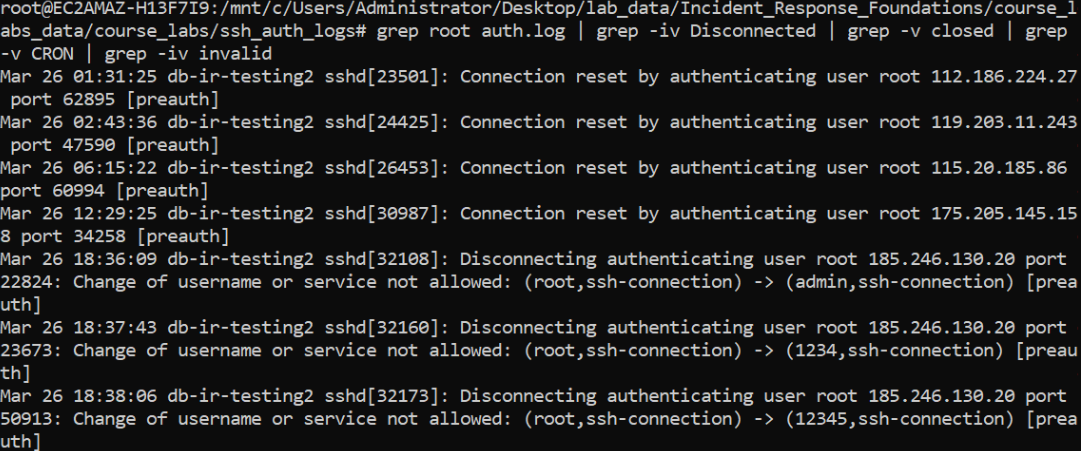 root@EC2AMAZ-H13F7I9:/mnt/c/Users/Administrator/Desktop/lab_data/Incident_Response_Foundations/course_l
abs_data/course_labs/ssh_auth_logs# grep root auth.log | grep -iv Disconnected | grep -v closed | grep
-v CRON | grep -iv invalid
Mar 26 01:31:25 db-ir-testing2 sshd[23501]: Connection reset by authenticating user root 112.186.224.27
 port 62895 [preauth]
Mar 26 02:43:36 db-ir-testing2 sshd[24425]: Connection reset by authenticating user root 119.203.11.243
 port 47590 [preauth]
Mar 26 06:15:22 db-ir-testing2 sshd[26453]: Connection reset by authenticating user root 115.20.185.86
port 60994 [preauth]
Mar 26 12:29:25 db-ir-testing2 sshd[30987]: Connection reset by authenticating user root 175.205.145.15
8 port 34258 [preauth]
Mar 26 18:36:09 db-ir-testing2 sshd[32108]: Disconnecting authenticating user root 185.246.130.20 port
22824: Change of username or service not allowed: (root,ssh-connection) -> (admin,ssh-connection) [prea
uth]
Mar 26 18:37:43 db-ir-testing2 sshd[32160]: Disconnecting authenticating user root 185.246.130.20 port
23673: Change of username or service not allowed: (root,ssh-connection) -> (1234,ssh-connection) [preau
th]
Mar 26 18:38:06 db-ir-testing2 sshd[32173]: Disconnecting authenticating user root 185.246.130.20 port
50913: Change of username or service not allowed: (root,ssh-connection) -> (12345,ssh-connection) [prea
uth]